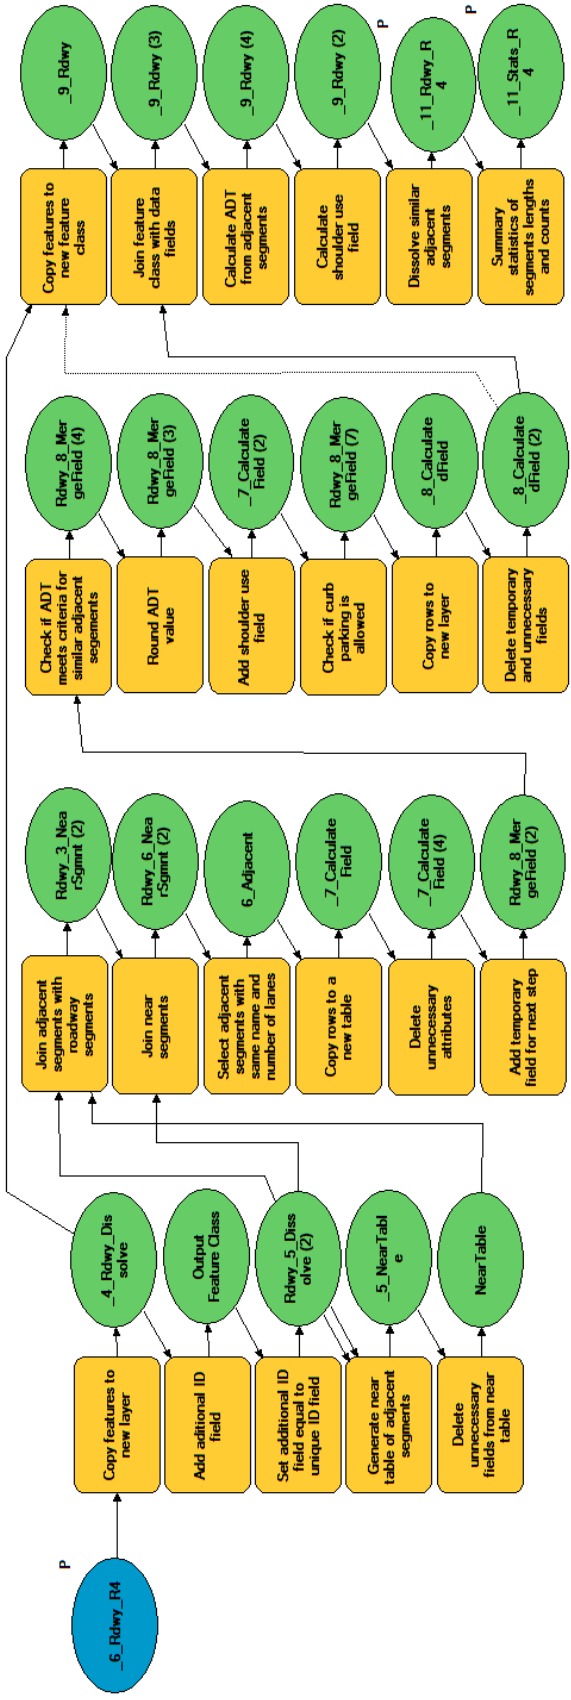 P
_6_Rdwy_R4
Copy features to
new layer
_4_Rdwy_Dis
solve
Add aditional ID
field
Output
Feature Class
Set additional ID
field equal to
unique ID field
Rdwy_5_Diss
olve (2)
Generate near
table of adjacent
segments
_5_NearTabl
e
Delete
unnecessary
fields from near
table
NearTable
Join adjacent
segments with
roadway
segments
Rdwy_3_Nea
rSgmnt (2)
Join near
segments
Rdwy_6_Nea
rSgmnt (2)
Select adjacent
segments with
same name and
number of lanes
6_Adjacent
Copy rows to a
new table
_7_Calculate
Field
Delete
unnecessary
attributes
_7_Calculate
Field (4)
Add temporary
field for next step
Rdwy_8_Mer
geField (2)
Check if ADT
meets criteria for
similar adjacent
segements
Rdwy_8_Mer
geField (4)
Round ADT
value
Rdwy_8_Mer
geField (3)
Add shoulder use
field
_7_Calculate
Field (2)
Check if curb
parking is
allowed
Rdwy_8_Mer
geField (7)
Copy rows to
new layer
_8_Calculate
dField
Delete temporary
and unnecessary
fields
_8_Calculate
dField (2)
Copy features to
new feature
class
_9_Rdwy
Join feature
class with data
fields
_9_Rdwy (3)
Calculate ADT
from adjacent
segments
_9_Rdwy (4)
Calculate
shoulder use
field
_9_Rdwy (2)
Dissolve similar
adjacent
segments
P
_11_Rdwy_R
4
Summary
statistics of
segments lengths
and counts
P
_11_Stats_R
4